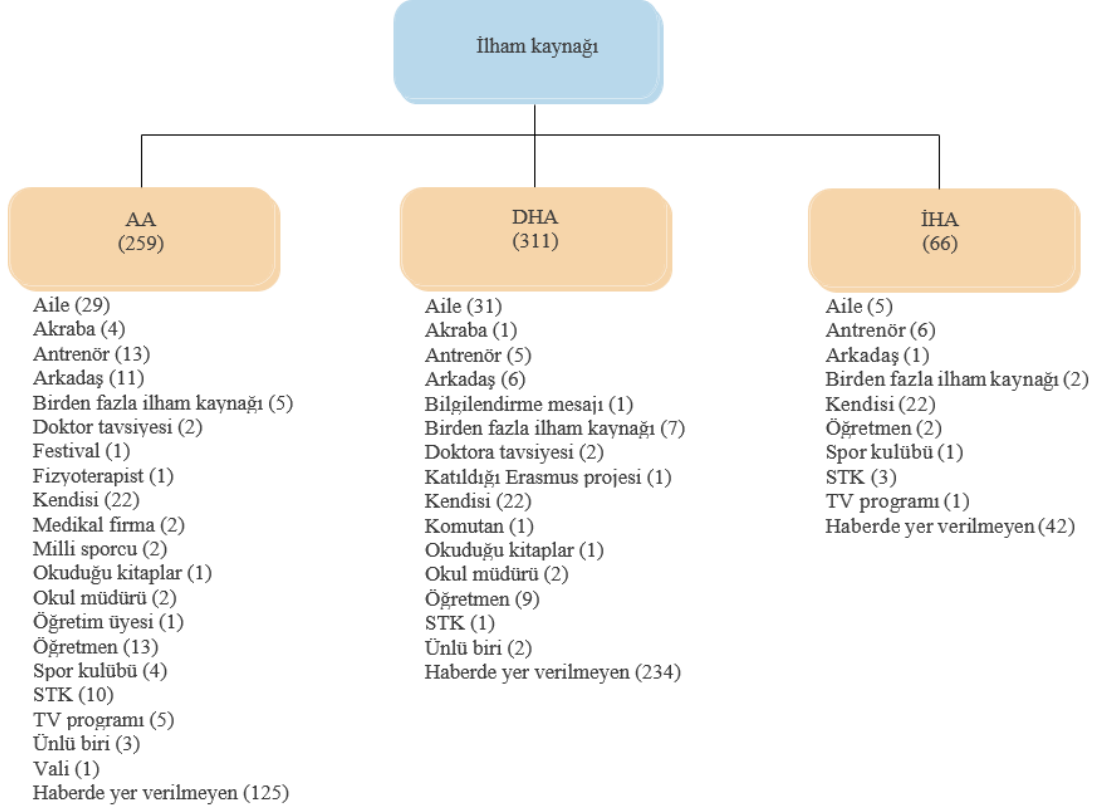 İlham kaynağı
AA
(259)
Aile (29)
Akraba (4)
Antrenör (13)
Arkadaş (11)
Birden fazla ilham kaynağı (5)
Doktor tavsiyesi (2)
Festival (1)
Fizyoterapist (1)
Kendisi (22)
Medikal firma (2)
Milli sporcu (2)
Okuduğu kitaplar (1)
Okul müdürü (2)
Öğretim üyesi (1)
Öğretmen (13)
Spor kulübü (4)
STK (10)
TV programı (5)
Ünlü biri (3)
Vali (1)
Haberde yer verilmeyen (125)
DHA
(311)
Aile (31)
Akraba (1)
Antrenör (5)
Arkadaş (6)
Bilgilendirme mesajı (1)
Birden fazla ilham kaynağı (7)
Doktora tavsiyesi (2)
Katıldığı Erasmus projesi (1)
Kendisi (22)
Komutan (1)
Okuduğu kitaplar (1)
Okul müdürü (2)
Öğretmen (9)
STK (1)
Ünlü biri (2)
Haberde yer verilmeyen (234)
İHA
(66)
Aile (5)
Antrenör (6)
Arkadaş (1)
Birden fazla ilham kaynağı (2)
Kendisi (22)
Öğretmen (2)
Spor kulübü (1)
STK (3)
TV programı (1)
Haberde yer verilmeyen (42)